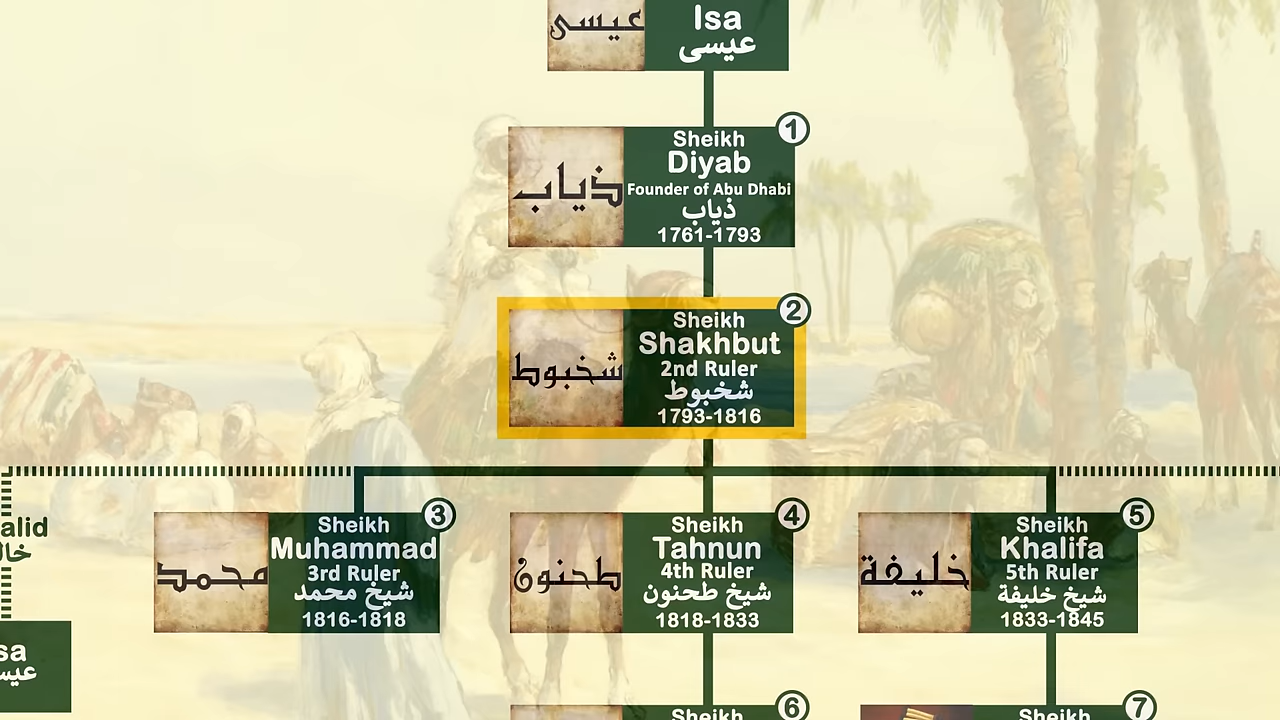 عيسى
Isa
عيسى
1
ذياب
Sheikh
Diyab
Founder of Abu Dhabi
ذياب
1761-1793
2
شخبوط
Sheikh
Shakhbut
2nd Ruler
شخبوط
1793-1816
3
محمد
Sheikh
Muhammad
3rd Ruler
شيخ محمد
1816-1818
4
طحنون
Sheikh
Tahnun
4th Ruler
شيخ طحنون
1818-1833
5
خليفة
Sheikh
Khalifa
5th Ruler
شيخ خليفة
1833-1845
alid
خا
sa
عيس
6
Sheikh
7
Sheikh